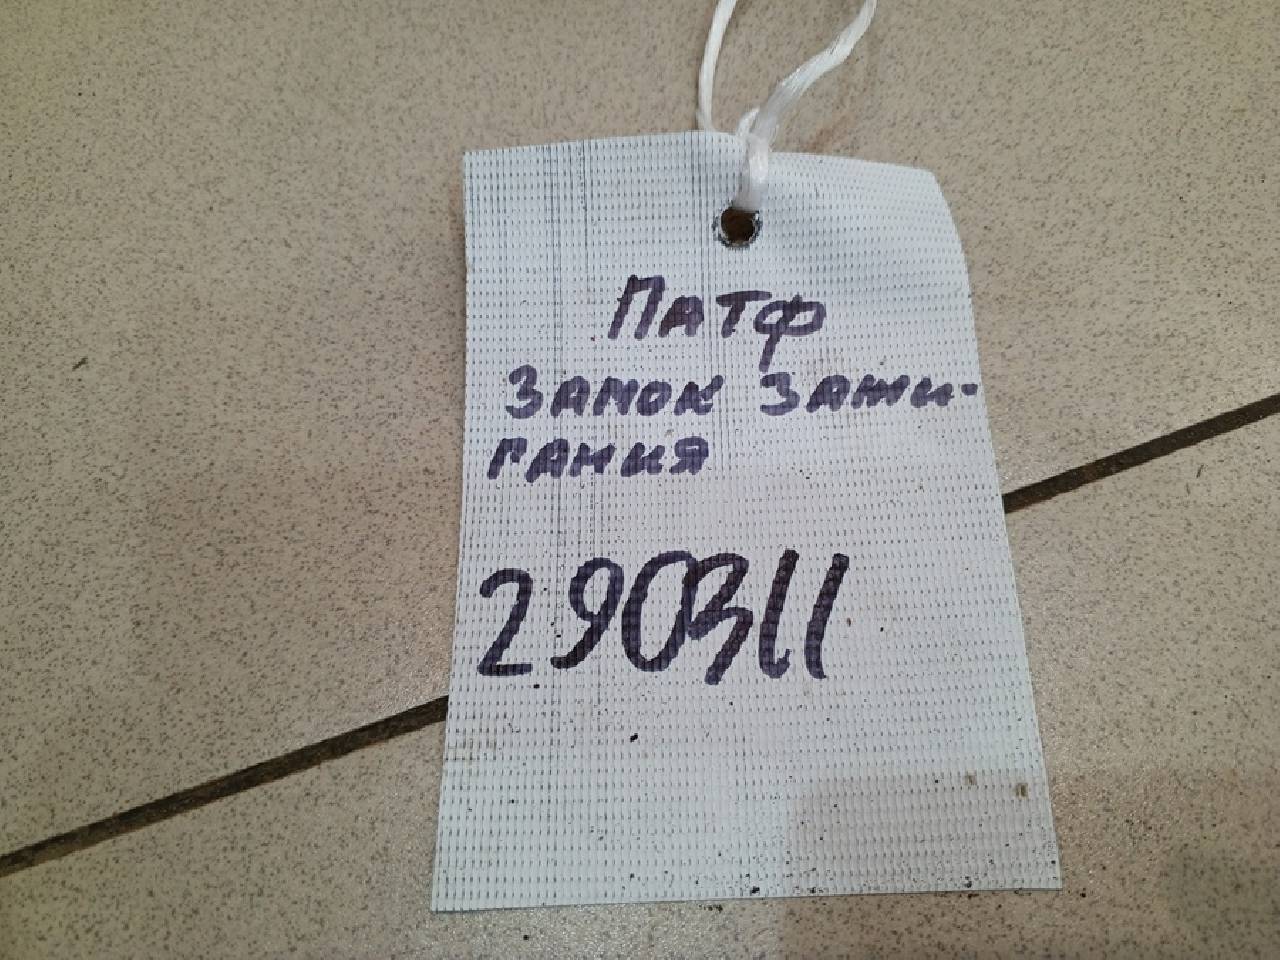 Патф
замок зажи-
гания
290311